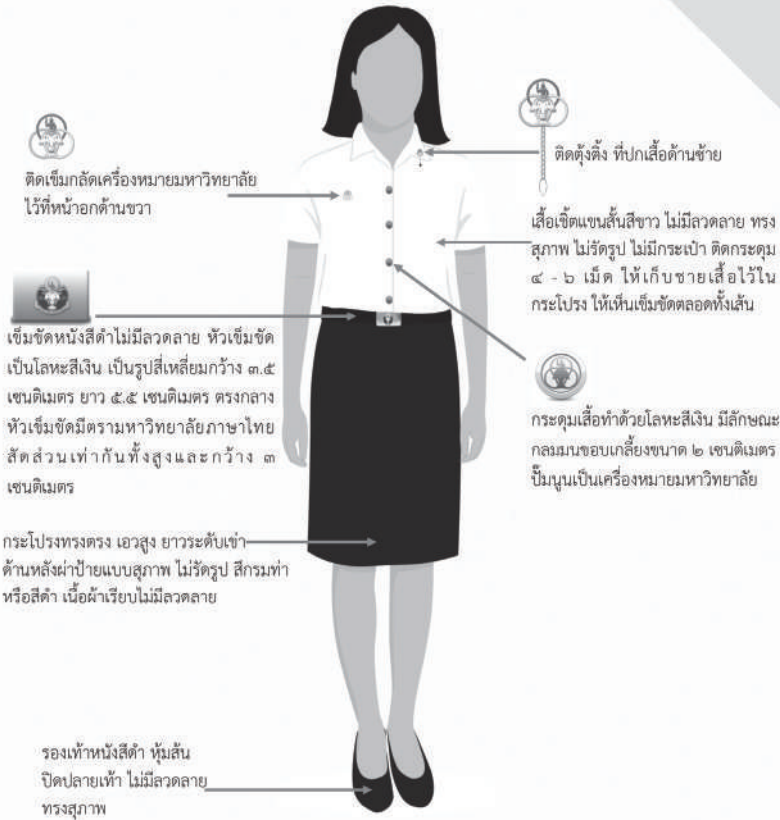 ติดเข็มกลัดเครื่องหมายมหาวิทยาลัย
ไว้ที่หน้าอกด้านขวา
ติดตุ้งติ้ง ที่ปกเสื้อด้านซ้าย
เสื้อเชิ้ตแขนสั้นสีขาว ไม่มีลวดลาย ทรง
สุภาพ ไม่รัดรูป ไม่มีกระเป๋า ติดกระดุม
๔ - ๖ เม็ด ให้เก็บชายเสื้อไว้ใน
กระโปรง ให้เห็นเข็มขัดตลอดทั้งเส้น
เข็มขัดหนังสีดำไม่มีลวดลาย หัวเข็มขัด
เป็นโลหะสีเงิน เป็นรูปสี่เหลี่ยมกว้าง ๓.๕
เซนติเมตร ยาว ๕.๕ เซนติเมตร ตรงกลาง
หัวเข็มขัดมีตรามหาวิทยาลัยภาษาไทย
สัดส่วนเท่ากันทั้งสูงและกว้าง ๓
เซนติเมตร
กระดุมเสื้อทำด้วยโลหะสีเงิน มีลักษณะ
กลมมนขอบเกลี้ยงขนาด ๒ เซนติเมตร
ปั๊มนูนเป็นเครื่องหมายมหาวิทยาลัย
กระโปรงทรงตรง เอวสูง ยาวระดับเข่า
ด้านหลังผ่าป้ายแบบสุภาพ ไม่รัดรูป สีกรมท่า
หรือสีดำ เนื้อผ้าเรียบไม่มีลวดลาย
รองเท้าหนังสีดำ หุ้มส้น
ปิดปลายเท้า ไม่มีลวดลาย
ทรงสุภาพ